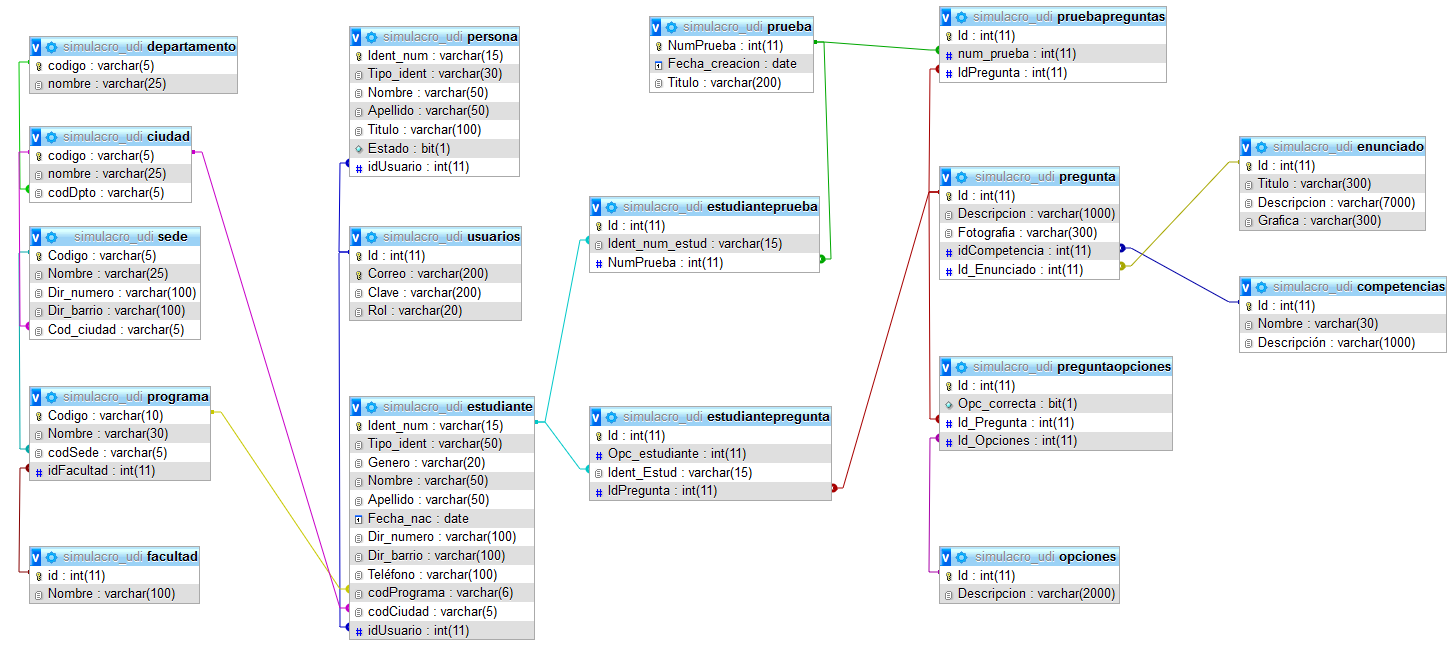 simulacro_udi departamento
codigo : varchar(5)
nombre : varchar(25)
simulacro_udi ciudad
codigo : varchar(5)
nombre : varchar(25)
codDpto : varchar(5)
simulacro_udi sede
Codigo : varchar(5)
Nombre : varchar(25)
Dir_numero : varchar(100)
Dir_barrio : varchar(100)
Cod_ciudad : varchar(5)
simulacro_udi programa
Codigo : varchar(10)
Nombre : varchar(30)
codSede : varchar(5)
idFacultad : int(11)
simulacro_udi facultad
id : int(11)
Nombre : varchar(100)
simulacro_udi persona
Ident_num : varchar(15)
Tipo_ident : varchar(30)
Nombre : varchar(50)
Apellido : varchar(50)
Titulo : varchar(100)
Estado : bit(1)
idUsuario : int(11)
simulacro_udi usuarios
Id : int(11)
Correo : varchar(200)
Clave : varchar(200)
Rol : varchar(20)
simulacro_udi estudiante
Ident_num : varchar(15)
Tipo_ident : varchar(50)
Genero : varchar(20)
Nombre : varchar(50)
Apellido : varchar(50)
Fecha_nac : date
Dir_numero : varchar(100)
Dir_barrio : varchar(100)
Teléfono : varchar(100)
codPrograma : varchar(6)
codCiudad : varchar(5)
idUsuario : int(11)
simulacro_udi prueba
NumPrueba : int(11)
Fecha_creacion : date
Titulo : varchar(200)
simulacro_udi estudianteprueba
Id : int(11)
Ident_num_estud : varchar(15)
NumPrueba : int(11)
simulacro_udi estudiantepregunta
Id : int(11)
Opc_estudiante : int(11)
Ident_Estud : varchar(15)
IdPregunta : int(11)
simulacro_udi pruebapreguntas
Id : int(11)
num_prueba : int(11)
IdPregunta : int(11)
simulacro_udi pregunta
Id : int(11)
Descripcion : varchar(1000)
Fotografia : varchar(300)
idCompetencia : int(11)
Id_Enunciado : int(11)
simulacro_udi preguntaopciones
Id : int(11)
Opc_correcta : bit(1)
Id_Pregunta : int(11)
Id_Opciones : int(11)
simulacro_udi opciones
Id : int(11)
Descripcion : varchar(2000)
simulacro_udi enunciado
Id : int(11)
Titulo : varchar(300)
Descripcion : varchar(7000)
Grafica : varchar(300)
simulacro_udi competencias
Id : int(11)
Nombre : varchar(30)
Descripción : varchar(1000)